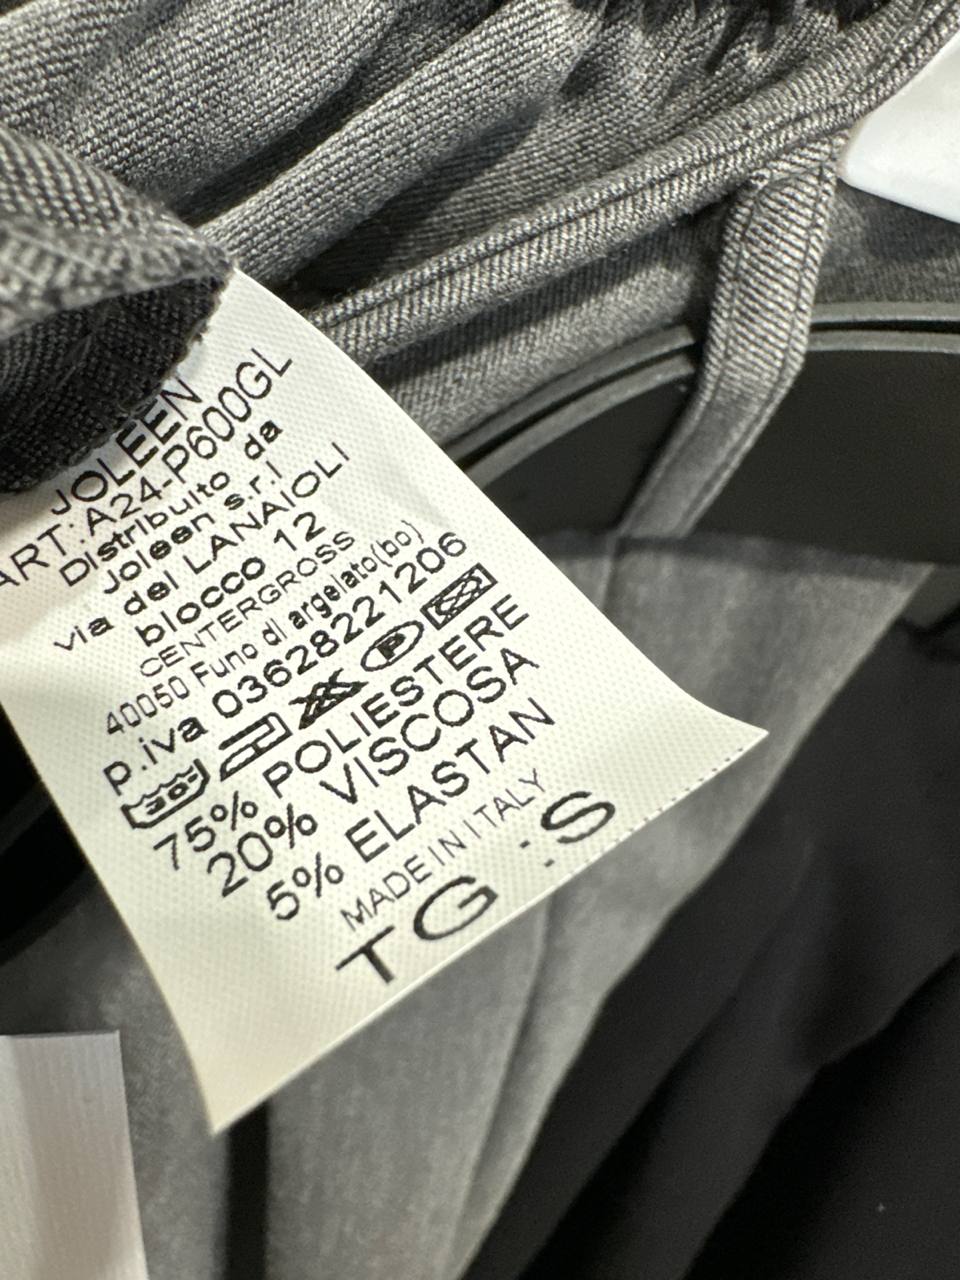 JOLEEN
ART:A24-P600GL
Distribuito da
Joleen s.r.l
via dei LANAIOLI
blocco 12
CENTERGROSS
40050 Funo di argelato(bo)
p.iva 03628221206
30° P
75% POLIESTERE
20% VISCOSA
5% ELASTAN
MADE IN ITALY
TG :S